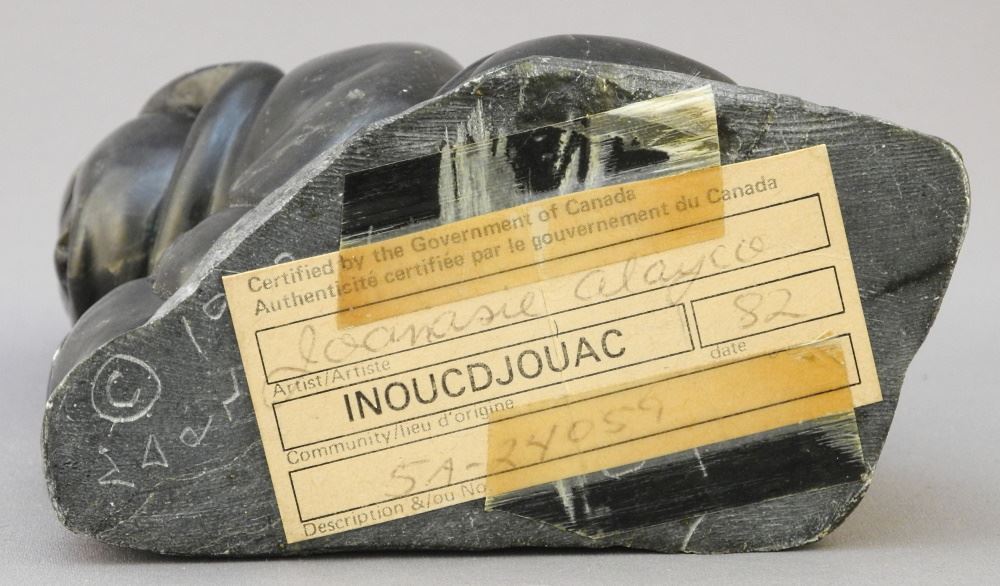 Certified by the Government of Canada
Authenticité certifiée par le gouvernement du Canada
Joanasie alayco
Artist/Artiste
INOUCDJOUAC
82
Community/lieu d'origine
date
5A-24059
Description &/ou No
©